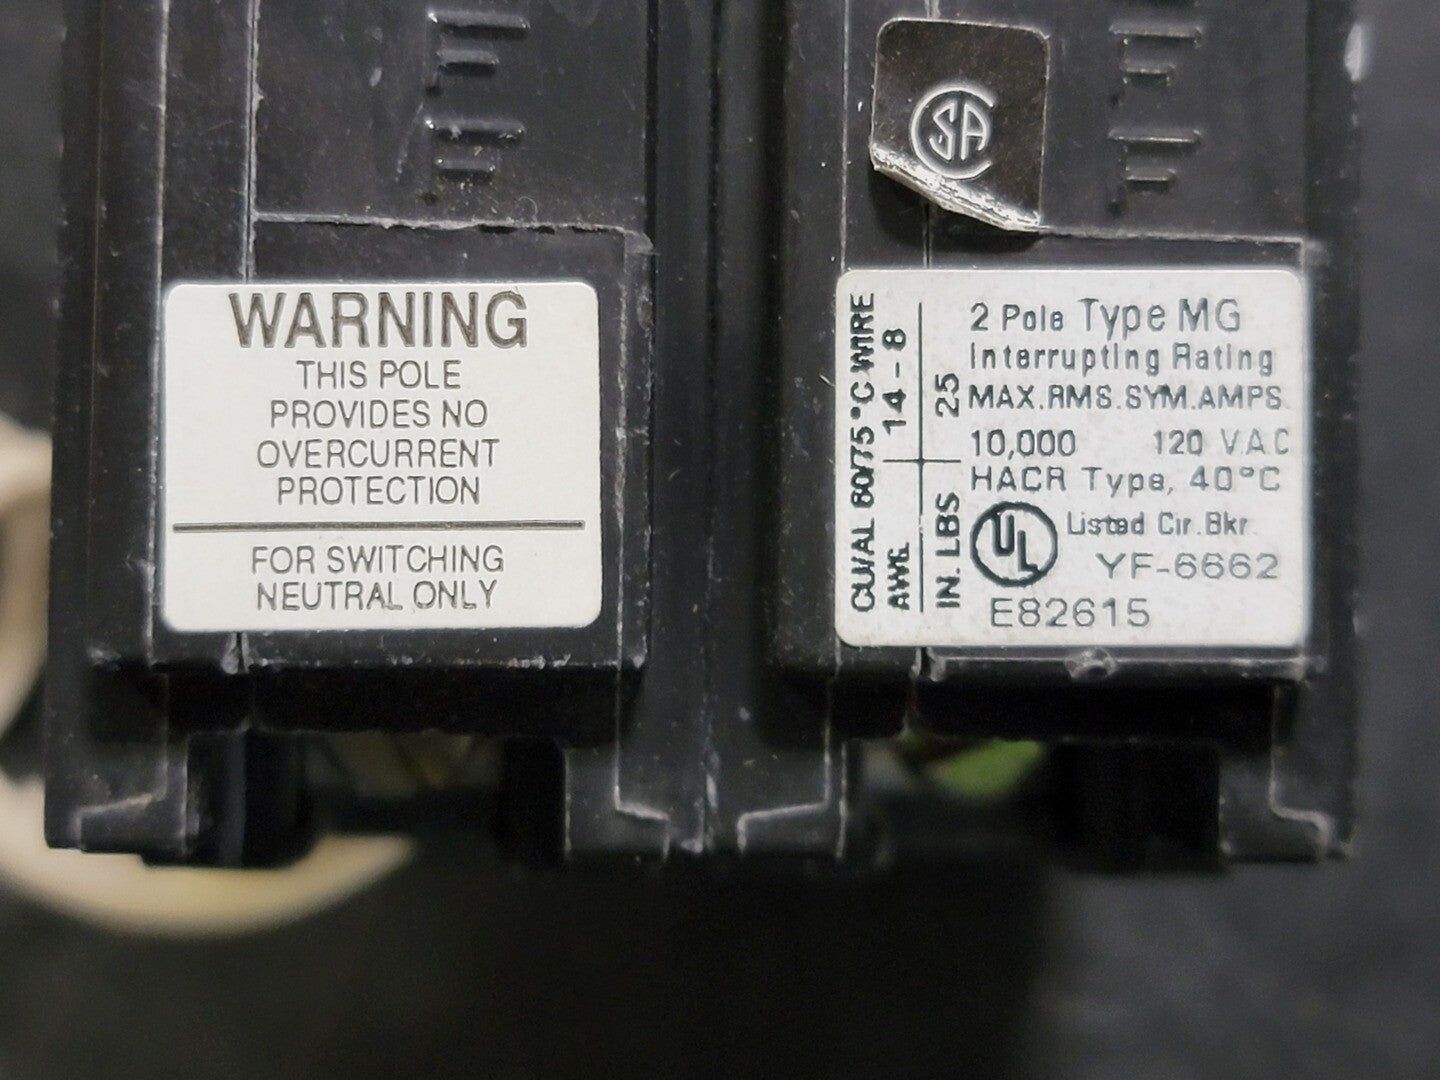 WARNING
THIS POLE
PROVIDES NO
OVERCURRENT
PROTECTION
FOR SWITCHING
NEUTRAL ONLY
CSA
CU/AL 60/75°C WIRE
AWG 14-8
IN. LBS 25
2 Pole Type MG
Interrupting Rating
MAX.RMS.SYM.AMPS.
10,000 120 V.A.C
HACR Type, 40°C
UL Listed Cir.Bkr.
YF-6662
E82615